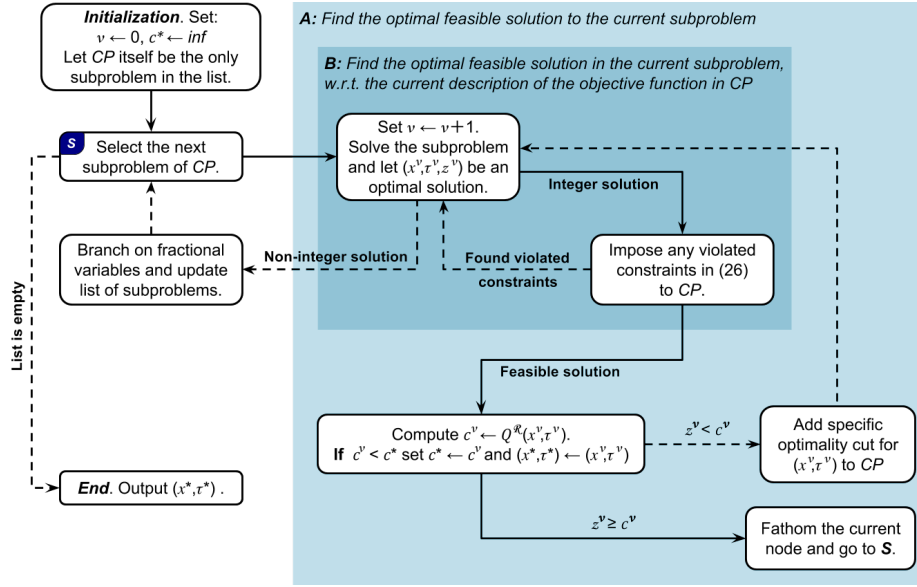 Initialization. Set:
ν ← 0, c* ← inf
Let CP itself be the only
subproblem in the list.
A: Find the optimal feasible solution to the current subproblem
B: Find the optimal feasible solution in the current subproblem,
w.r.t. the current description of the objective function in CP
S
Select the next
subproblem of CP.
Set ν ← ν+1.
Solve the subproblem
and let (x^ν,τ^ν,z^ν) be an
optimal solution.
Integer solution
Branch on fractional
variables and update
list of subproblems.
Non-integer solution
Found violated
constraints
Impose any violated
constraints in (26)
to CP.
List is empty
Feasible solution
Compute c^ν ← Q^ℛ(x^ν,τ^ν).
If c^ν < c* set c* ← c^ν and (x*,τ*) ← (x^ν,τ^ν)
z^ν < c^ν
Add specific
optimality cut for
(x^ν,τ^ν) to CP
End. Output (x*,τ*) .
z^ν ≥ c^ν
Fathom the current
node and go to S.